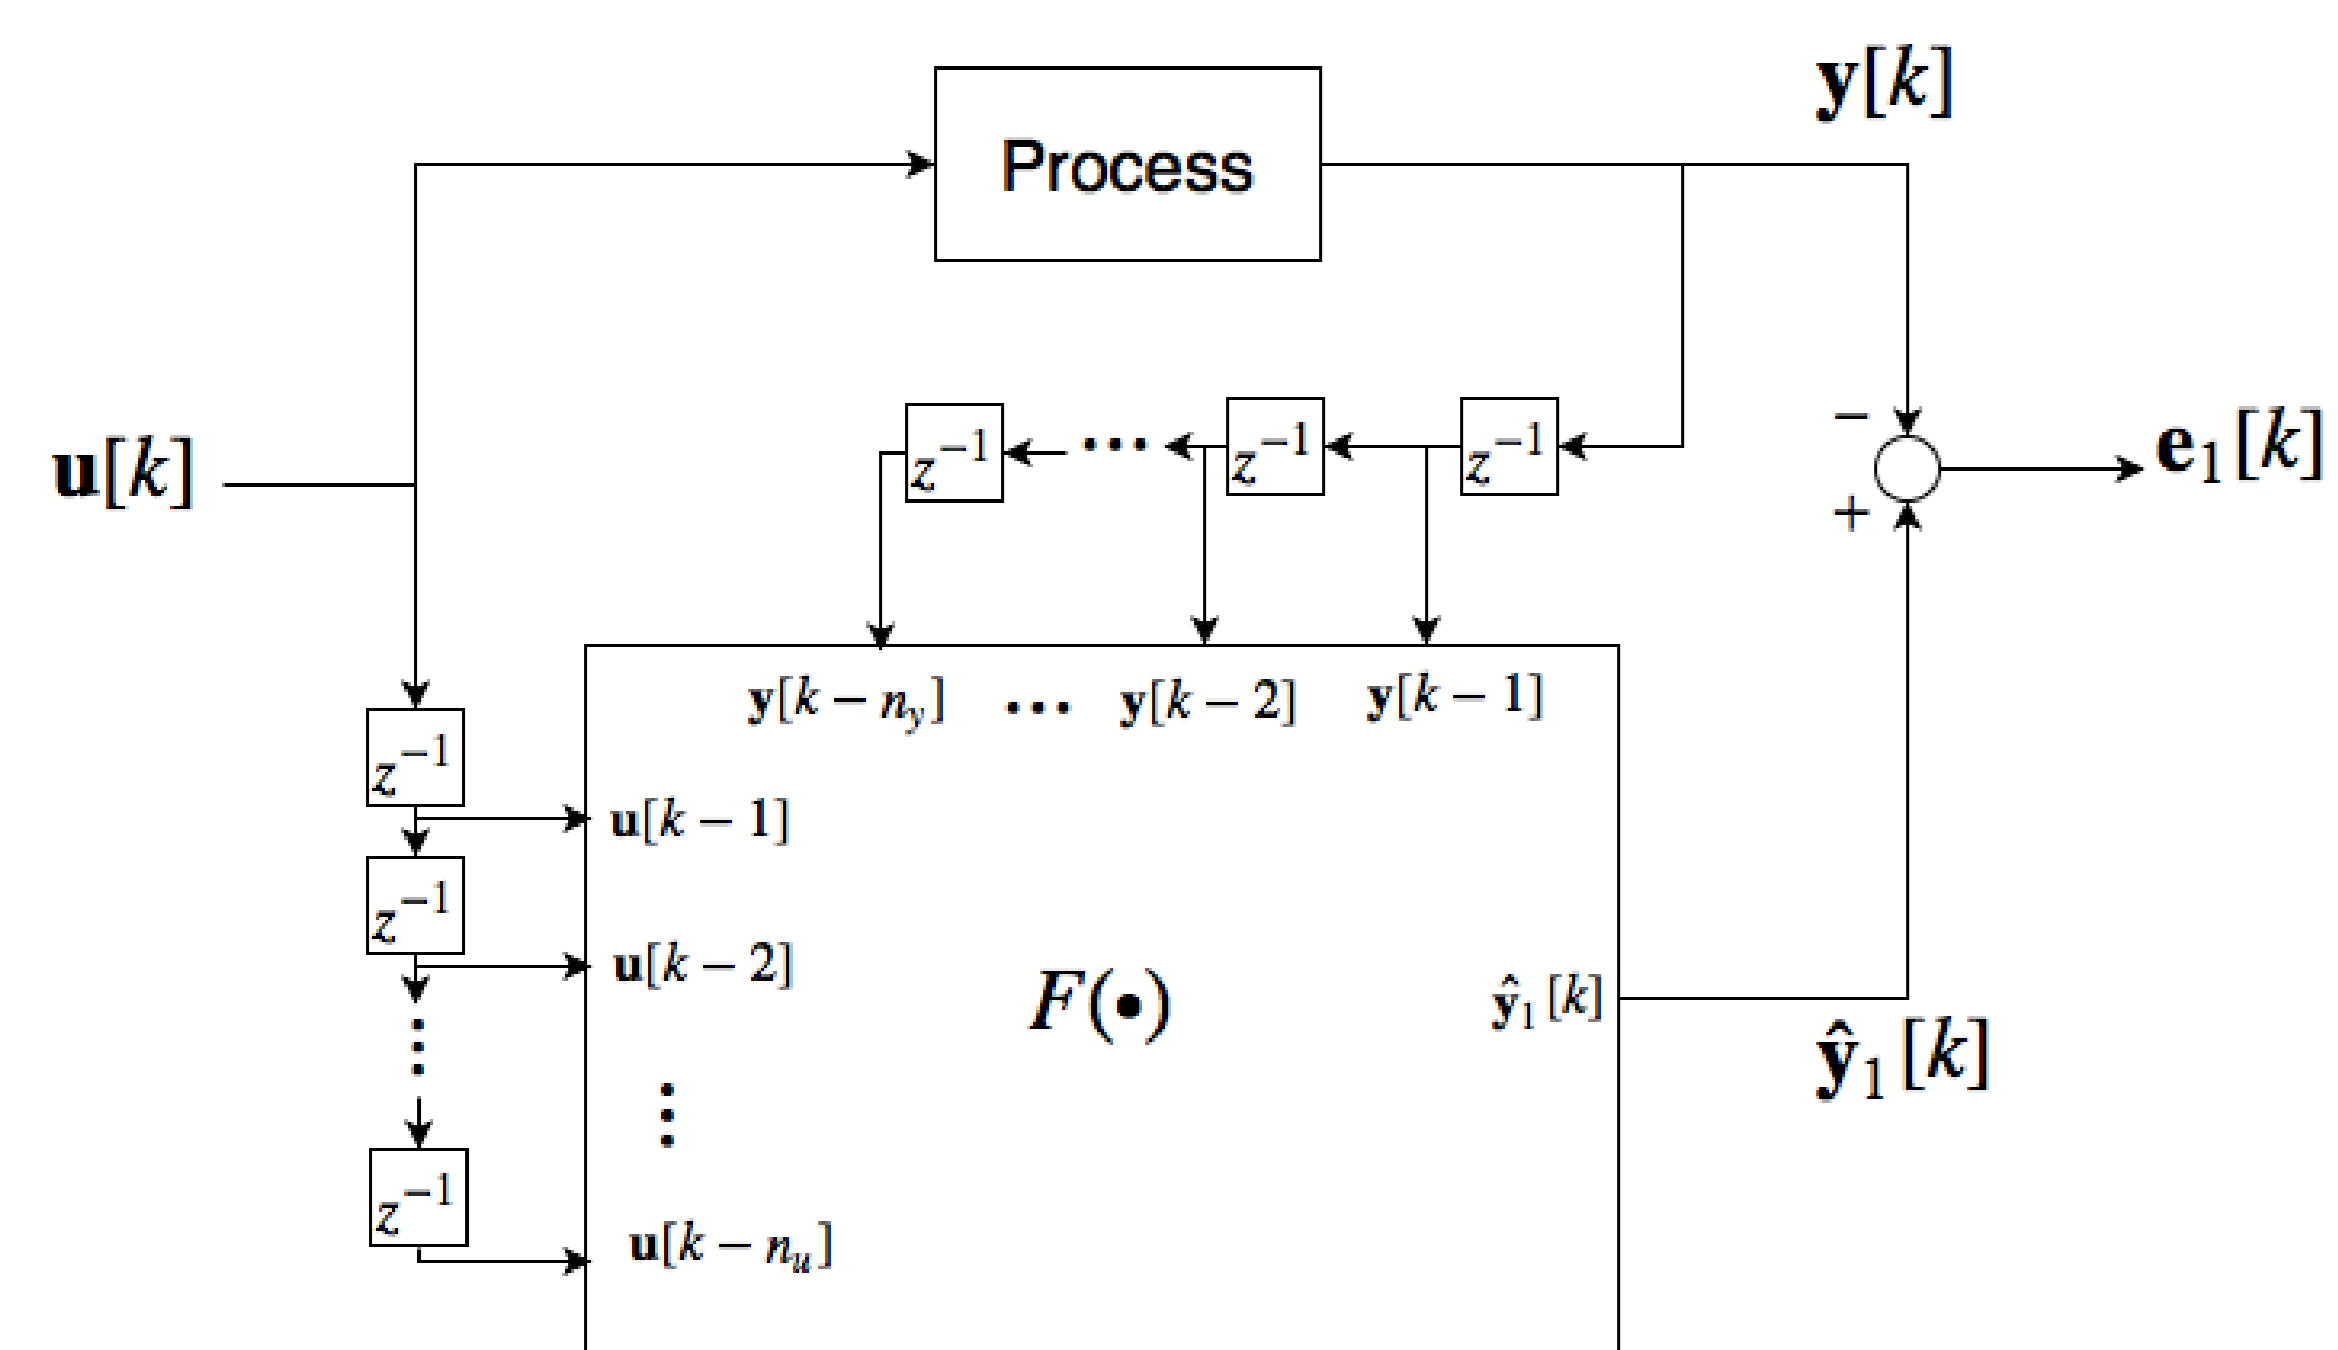 y[k]
Process
u[k]
z⁻¹ ... z⁻¹ z⁻¹
−
e₁[k]
+
y[k − n_y] ... y[k − 2] y[k − 1]
z⁻¹
u[k − 1]
z⁻¹
u[k − 2]
F(•)
ŷ₁[k]
ŷ₁[k]
z⁻¹
u[k − n_u]